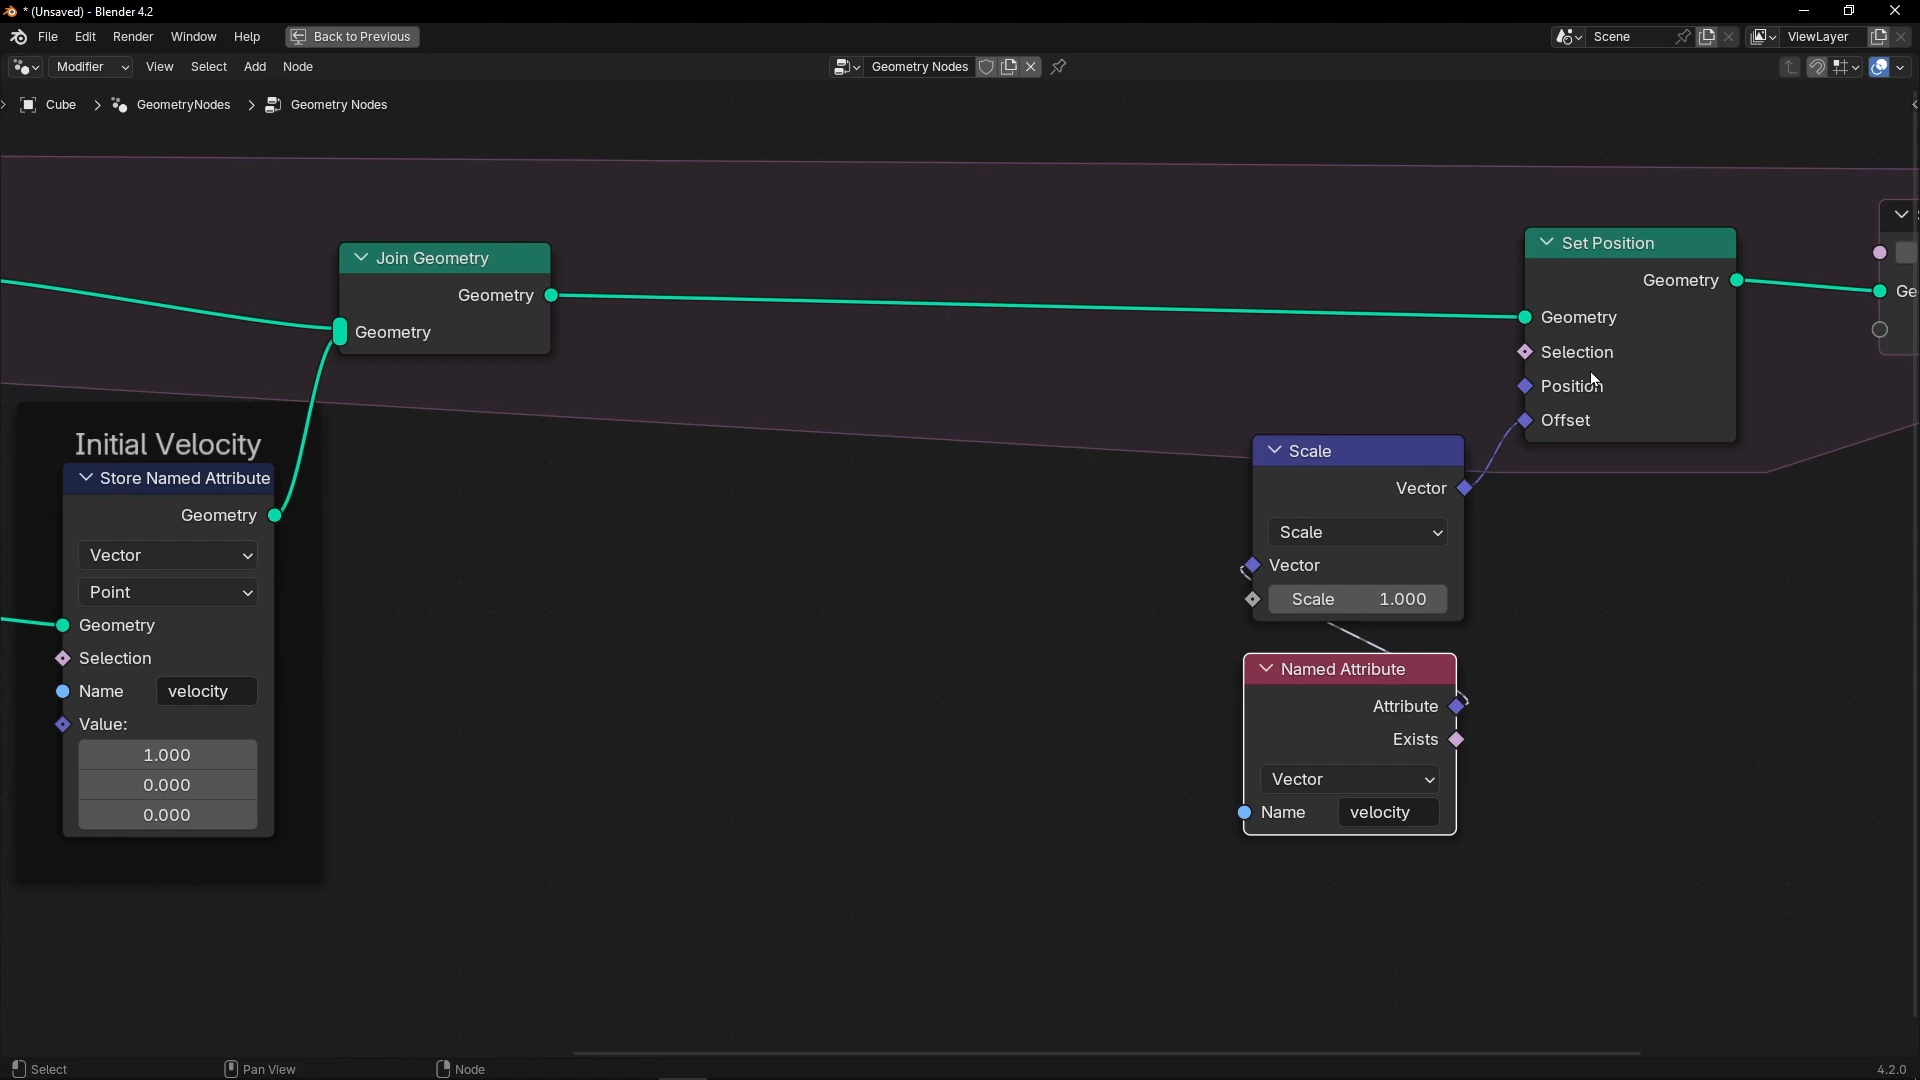 * (Unsaved) - Blender 4.2
File Edit Render Window Help Back to Previous Scene ViewLayer
Modifier View Select Add Node Geometry Nodes
Cube GeometryNodes Geometry Nodes
Join Geometry
Geometry
Geometry
Set Position
Geometry
Geometry
Selection
Position
Offset
Ge
Initial Velocity
Store Named Attribute
Geometry
Vector
Point
Geometry
Selection
Name velocity
Value:
1.000
0.000
0.000
Scale
Vector
Scale
Vector
Scale 1.000
Named Attribute
Attribute
Exists
Vector
Name velocity
Select Pan View Node 4.2.0